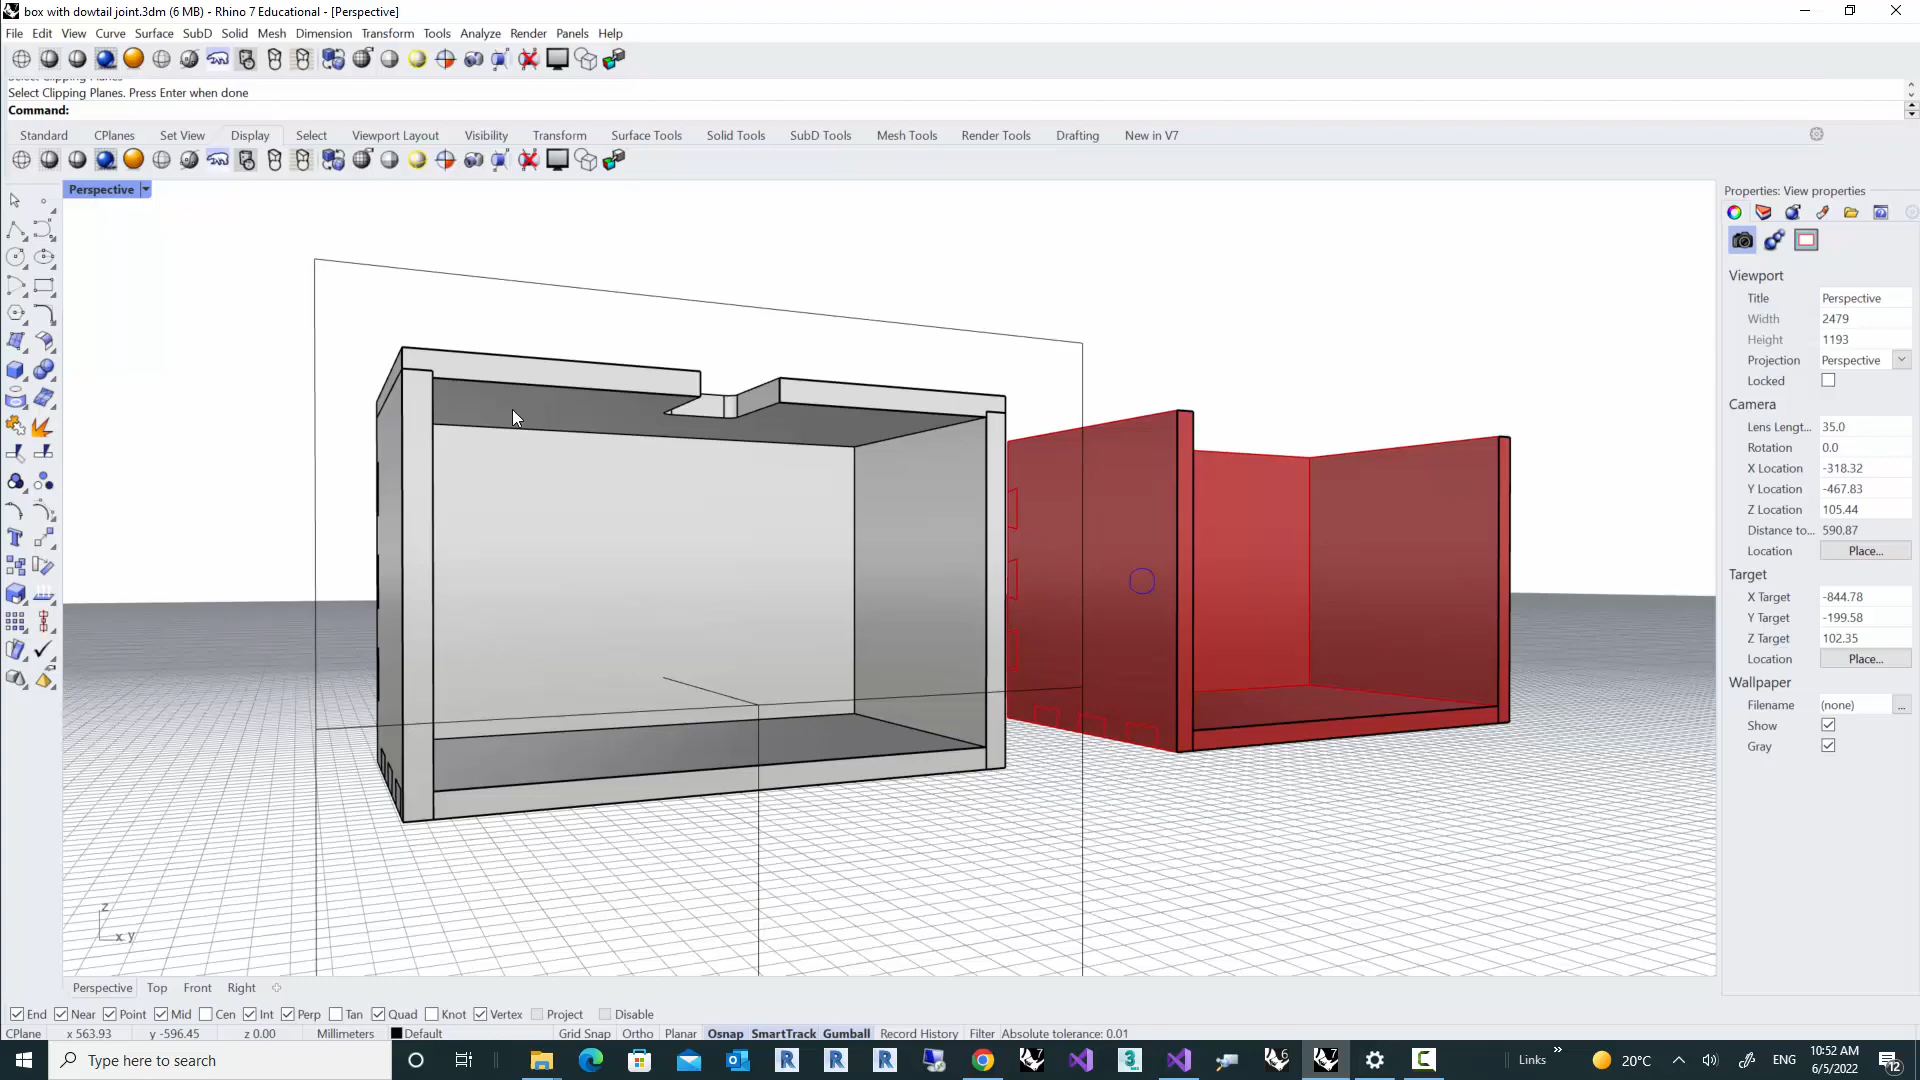 box with dowtail joint.3dm (6 MB) - Rhino 7 Educational - [Perspective]
File Edit View Curve Surface SubD Solid Mesh Dimension Transform Tools Analyze Render Panels Help
Select Clipping Planes
Select Clipping Planes. Press Enter when done
Command:
Standard CPlanes Set View Display Select Viewport Layout Visibility Transform Surface Tools Solid Tools SubD Tools Mesh Tools Render Tools Drafting New in V7
Perspective
Properties: View properties
Viewport
Title Perspective
Width 2479
Height 1193
Projection Perspective
Locked
Camera
Lens Lengt... 35.0
Rotation 0.0
X Location -318.32
Y Location -467.83
Z Location 105.44
Distance to... 590.87
Location Place...
Target
X Target -844.78
Y Target -199.58
Z Target 102.35
Location Place...
Wallpaper
Filename (none) ...
Show
Gray
z
x y
Perspective Top Front Right
End Near Point Mid Cen Int Perp Tan Quad Knot Vertex Project Disable
CPlane x 563.93 y -596.45 z 0.00 Millimeters Default Grid Snap Ortho Planar Osnap SmartTrack Gumball Record History Filter Absolute tolerance: 0.01
Type here to search
Links
20°C
ENG
10:52 AM
6/5/2022
12